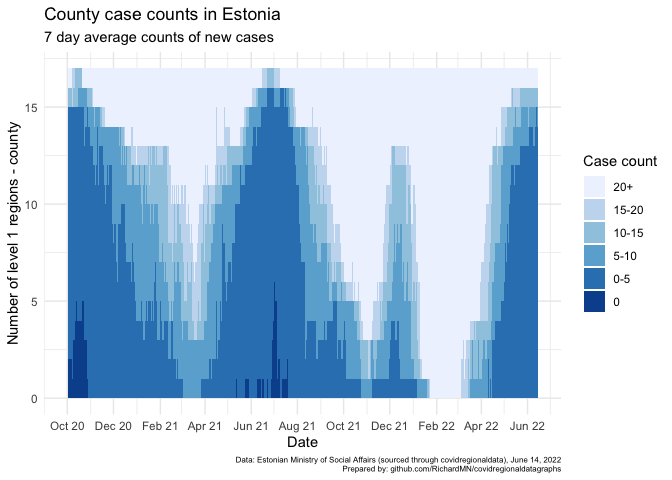 County case counts in Estonia
7 day average counts of new cases
Number of level 1 regions - county
15
10
5
0
Oct 20 Dec 20 Feb 21 Apr 21 Jun 21 Aug 21 Oct 21 Dec 21 Feb 22 Apr 22 Jun 22
Date
Case count
20+
15-20
10-15
5-10
0-5
0
Data: Estonian Ministry of Social Affairs (sourced through covidregionaldata), June 14, 2022
Prepared by: github.com/RichardMN/covidregionaldatagraphs